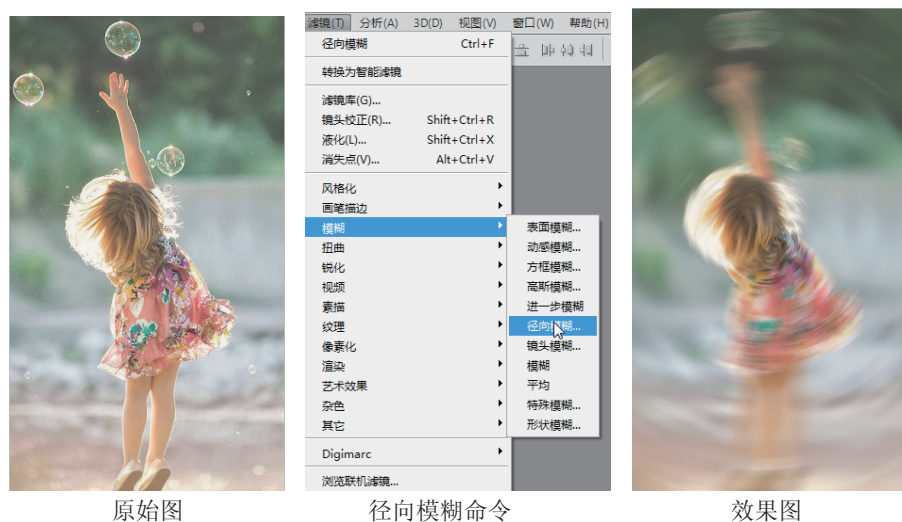 滤镜(T) 分析(A) 3D(D) 视图(V) 窗口(W) 帮助(H)
径向模糊 Ctrl+F
转换为智能滤镜
滤镜库(G)...
镜头校正(R)... Shift+Ctrl+R
液化(L)... Shift+Ctrl+X
消失点(V)... Alt+Ctrl+V
风格化
画笔描边
模糊
扭曲
锐化
视频
素描
纹理
像素化
渲染
艺术效果
杂色
其它
Digimarc
浏览联机滤镜...
表面模糊...
动感模糊...
方框模糊...
高斯模糊...
进一步模糊
径向模糊...
镜头模糊...
模糊
平均
特殊模糊...
形状模糊...
原始图 径向模糊命令 效果图